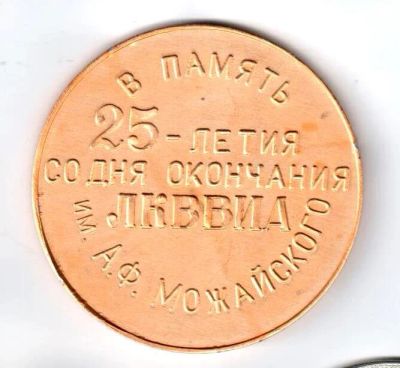 В ПАМЯТЬ
25-ЛЕТИЯ
СО ДНЯ ОКОНЧАНИЯ
ЛКВВИА
ИМ. А.Ф. МОЖАЙСКОГО